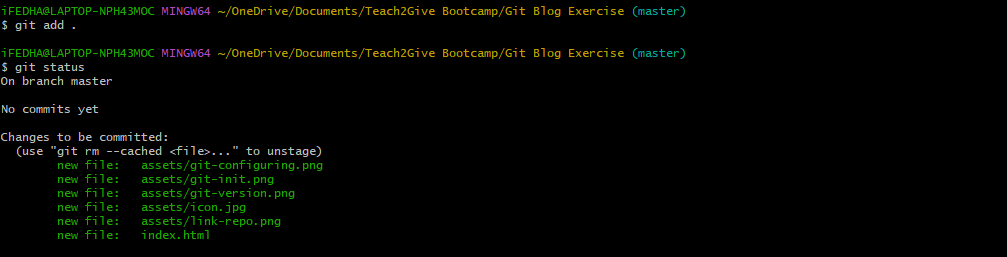 iFEDHA@LAPTOP-NPH43MOC MINGW64 ~/OneDrive/Documents/Teach2Give Bootcamp/Git Blog Exercise (master)
$ git add .
iFEDHA@LAPTOP-NPH43MOC MINGW64 ~/OneDrive/Documents/Teach2Give Bootcamp/Git Blog Exercise (master)
$ git status
On branch master
No commits yet
Changes to be committed:
  (use "git rm --cached <file>..." to unstage)
        new file:   assets/git-configuring.png
        new file:   assets/git-init.png
        new file:   assets/git-version.png
        new file:   assets/icon.jpg
        new file:   assets/link-repo.png
        new file:   index.html